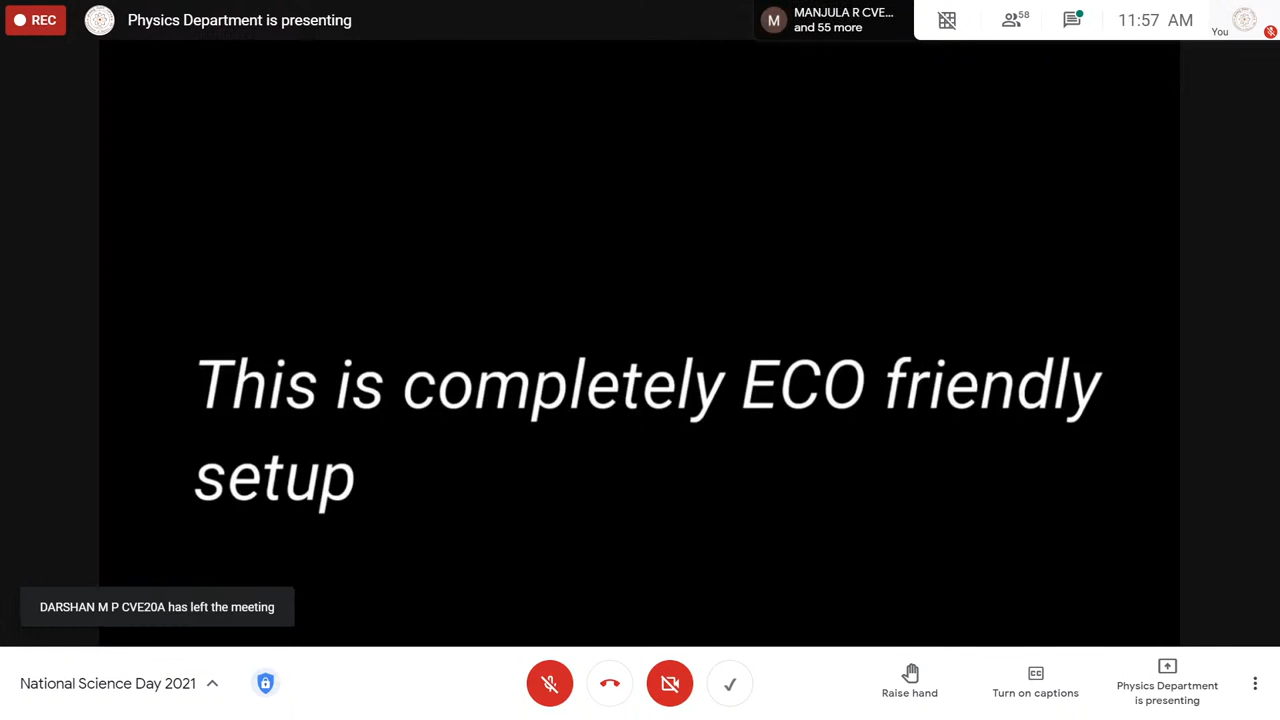 REC
Physics Department is presenting
M
MANJULA R CVE...
and 55 more
58
11:57 AM
You
This is completely ECO friendly
setup
DARSHAN M P CVE20A has left the meeting
National Science Day 2021
Raise hand
CC
Turn on captions
Physics Department
is presenting